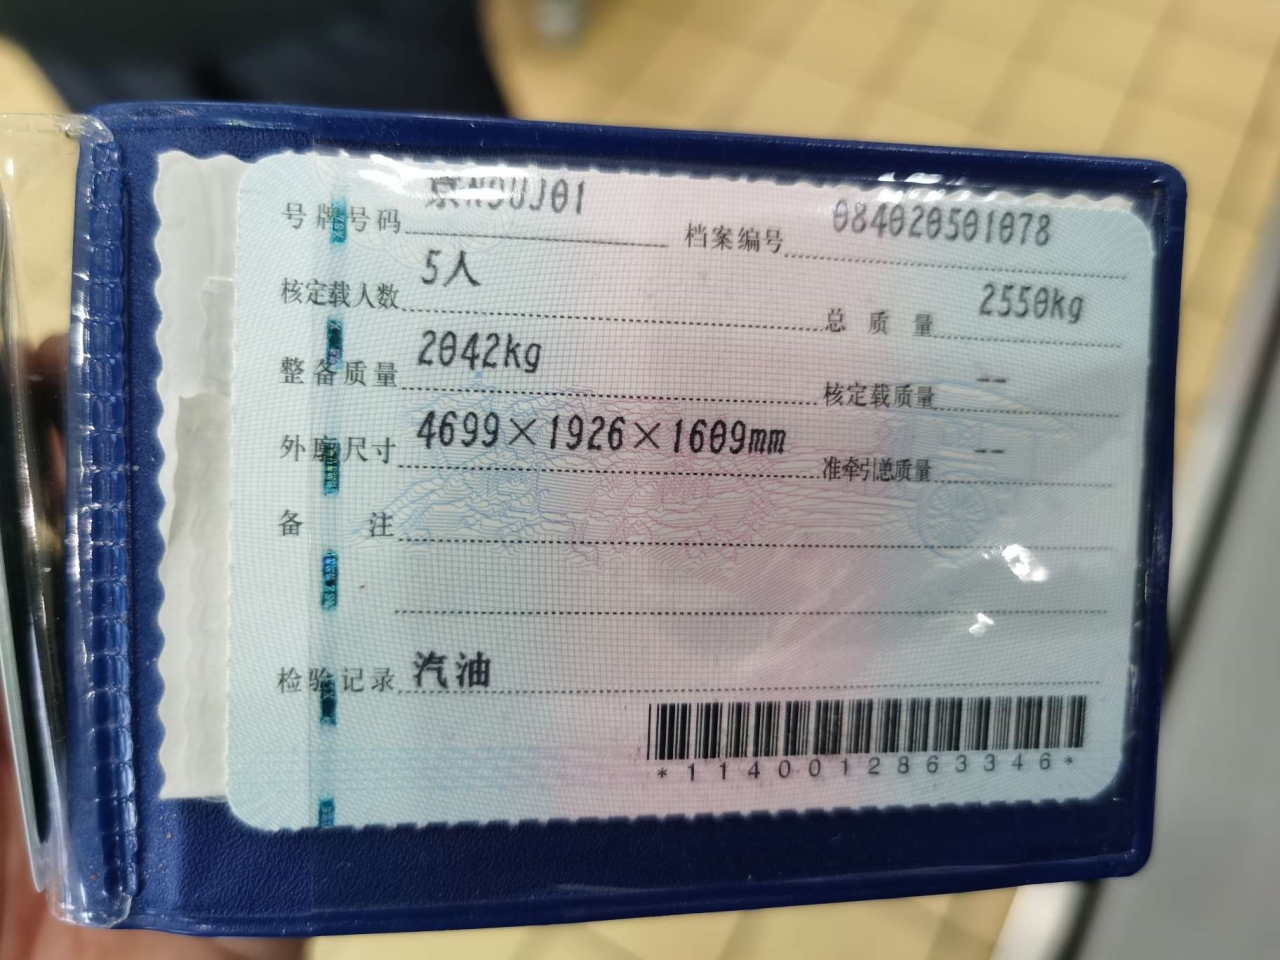 号牌号码 档案编号 084020501078
核定载人数 5人 总质量 2550kg
整备质量 2042kg 核定载质量 --
外廓尺寸 4699×1926×1609mm 准牵引总质量 --
备注
检验记录 汽油
*1140012863346*